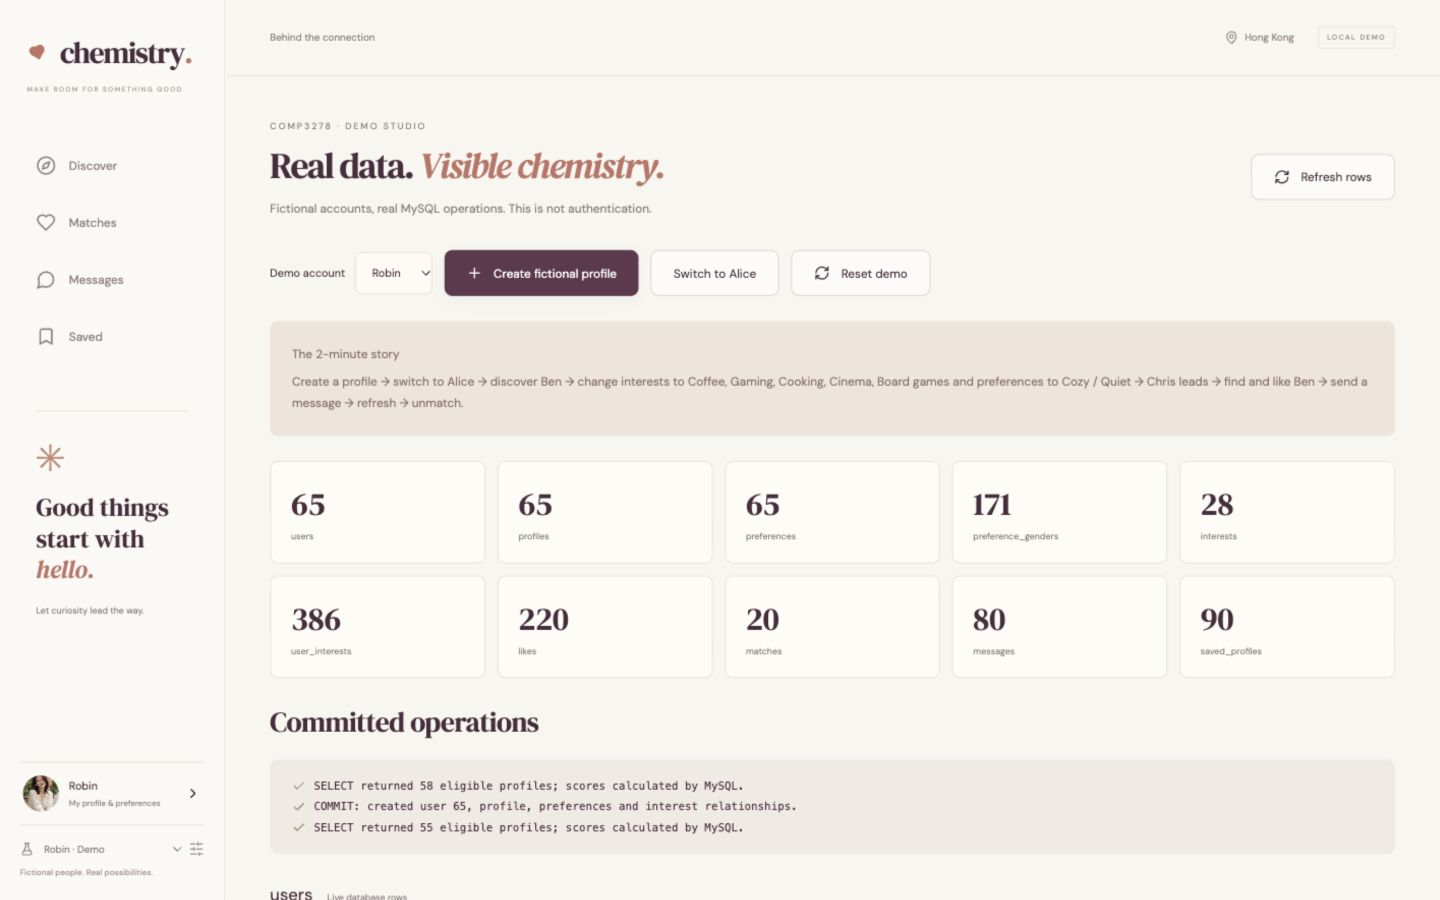 chemistry.
MAKE ROOM FOR SOMETHING GOOD
Discover
Matches
Messages
Saved
Good things
start with
hello.
Let curiosity lead the way.
Robin
My profile & preferences
Robin · Demo
Fictional people. Real possibilities.
Behind the connection
Hong Kong
LOCAL DEMO
COMP3278 · DEMO STUDIO
Real data. Visible chemistry.
Fictional accounts, real MySQL operations. This is not authentication.
Refresh rows
Demo account
Robin
Create fictional profile
Switch to Alice
Reset demo
The 2-minute story
Create a profile → switch to Alice → discover Ben → change interests to Coffee, Gaming, Cooking, Cinema, Board games and preferences to Cozy / Quiet → Chris leads → find and like Ben → send a
message → refresh → unmatch.
65
users
65
profiles
65
preferences
171
preference_genders
28
interests
386
user_interests
220
likes
20
matches
80
messages
90
saved_profiles
Committed operations
SELECT returned 58 eligible profiles; scores calculated by MySQL.
COMMIT: created user 65, profile, preferences and interest relationships.
SELECT returned 55 eligible profiles; scores calculated by MySQL.
users Live database rows